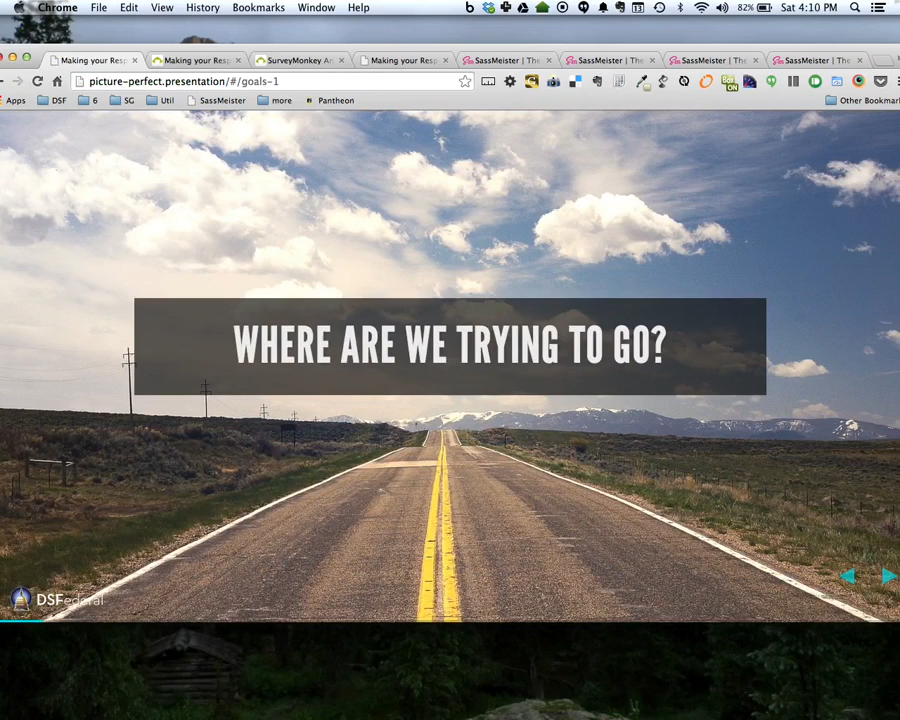 Chrome File Edit View History Bookmarks Window Help 82% Sat 4:10 PM
Making your Resp Making your Resp SurveyMonkey An Making your Resp SassMeister | The SassMeister | The SassMeister | The SassMeister | The
picture-perfect.presentation/#/goals-1
Apps DSF 6 SG Util SassMeister more Pantheon Other Bookmar
WHERE ARE WE TRYING TO GO?
DSFederal